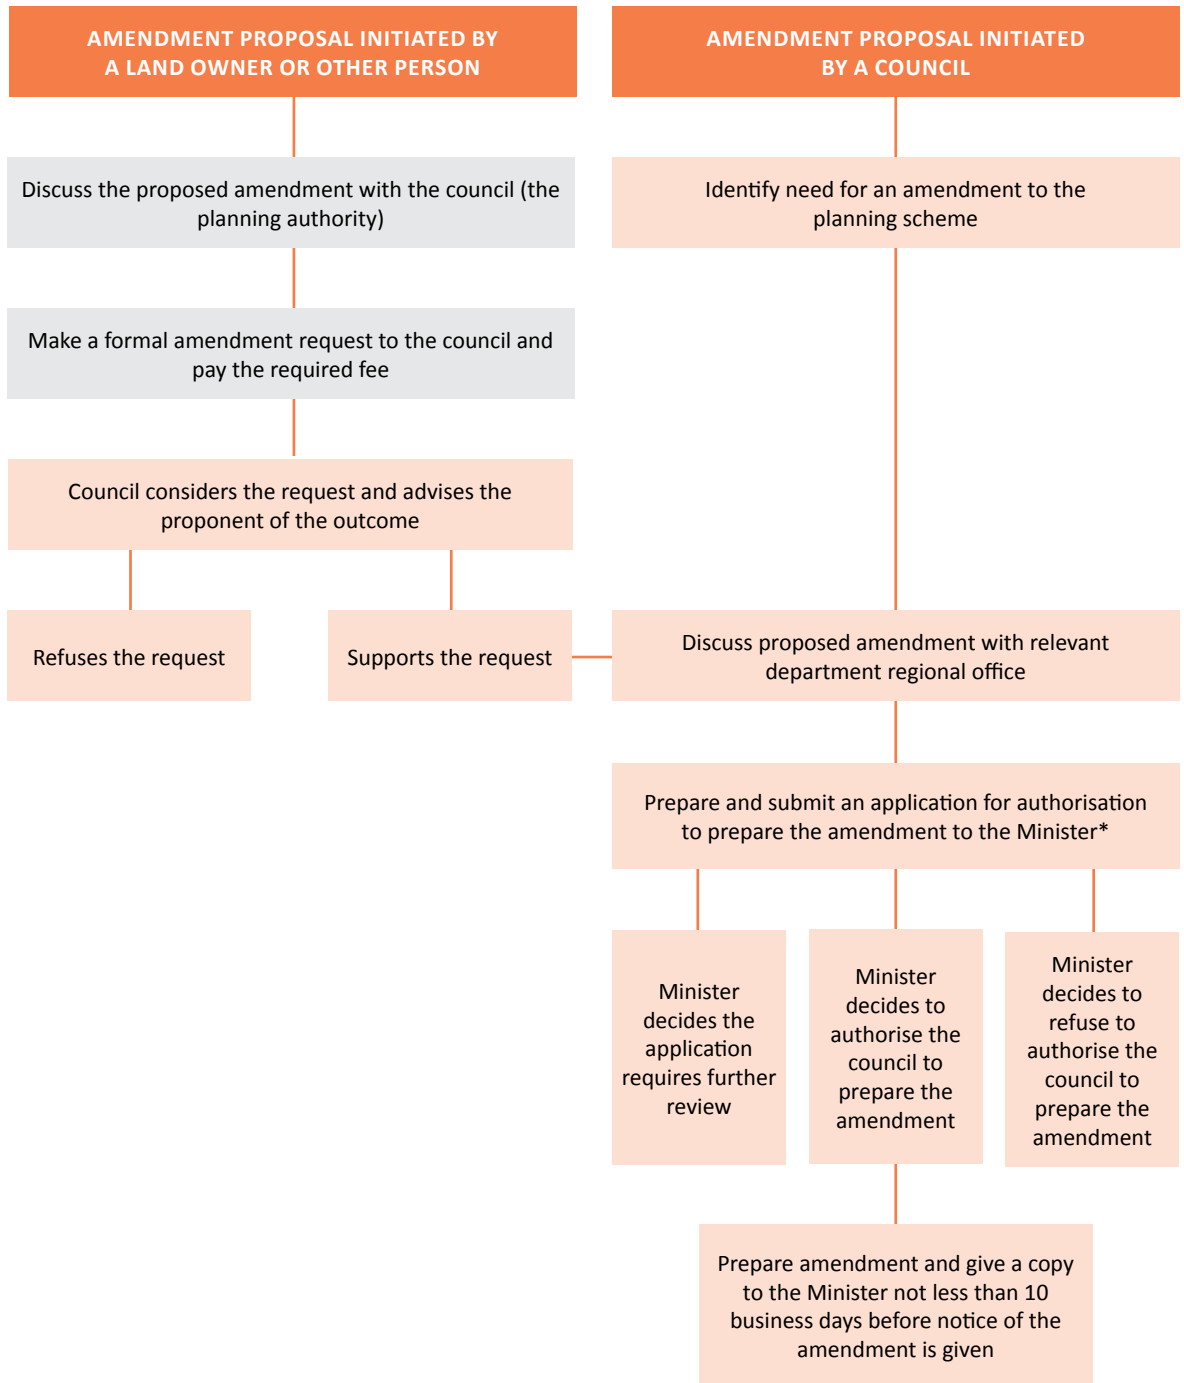 AMENDMENT PROPOSAL INITIATED BY
A LAND OWNER OR OTHER PERSON
AMENDMENT PROPOSAL INITIATED
BY A COUNCIL
Discuss the proposed amendment with the council (the
planning authority)
Identify need for an amendment to the
planning scheme
Make a formal amendment request to the council and
pay the required fee
Council considers the request and advises the
proponent of the outcome
Refuses the request
Supports the request
Discuss proposed amendment with relevant
department regional office
Prepare and submit an application for authorisation
to prepare the amendment to the Minister*
Minister
decides the
application
requires further
review
Minister
decides to
authorise the
council to
prepare the
amendment
Minister
decides to
refuse to
authorise the
council to
prepare the
amendment
Prepare amendment and give a copy
to the Minister not less than 10
business days before notice of the
amendment is given